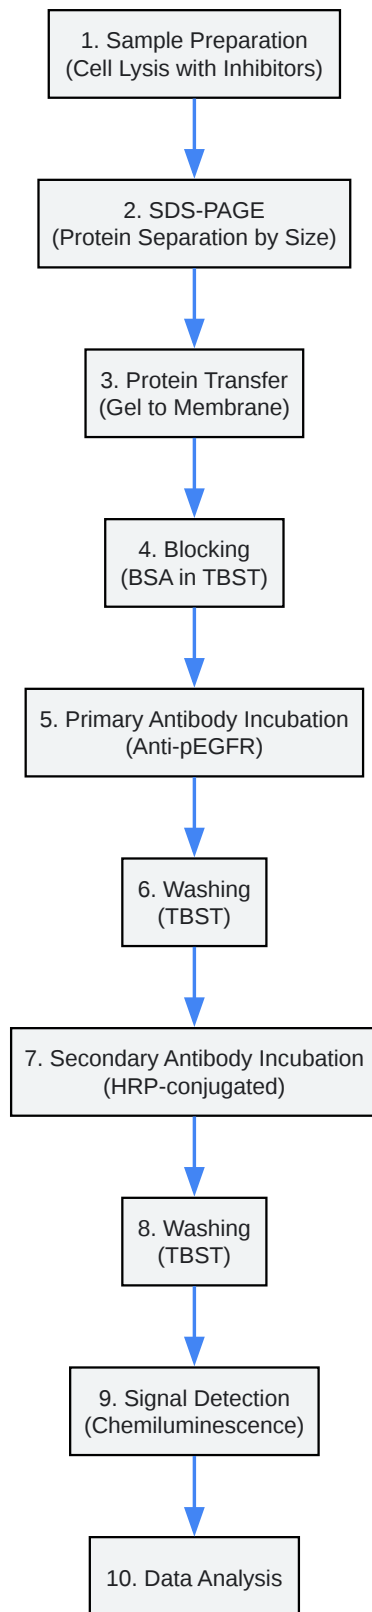 1. Sample Preparation
(Cell Lysis with Inhibitors)
2. SDS-PAGE
(Protein Separation by Size)
3. Protein Transfer
(Gel to Membrane)
4. Blocking
(BSA in TBST)
5. Primary Antibody Incubation
(Anti-pEGFR)
6. Washing
(TBST)
7. Secondary Antibody Incubation
(HRP-conjugated)
8. Washing
(TBST)
9. Signal Detection
(Chemiluminescence)
10. Data Analysis